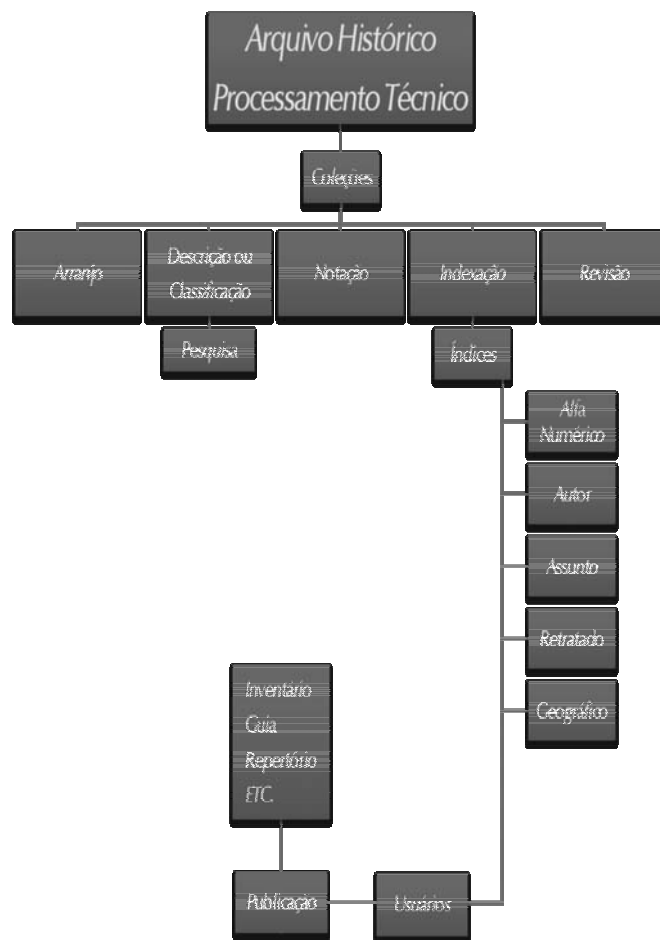 Arquivo Histórico
Processamento Técnico
Coleções
Arranjo
Descrição ou
Classificação
Notação
Indexação
Revisão
Pesquisa
Índices
Alfa
Numérico
Autor
Assunto
Retratado
Geográfico
Inventário
Guia
Repertório
ETC.
Publicação
Usuários